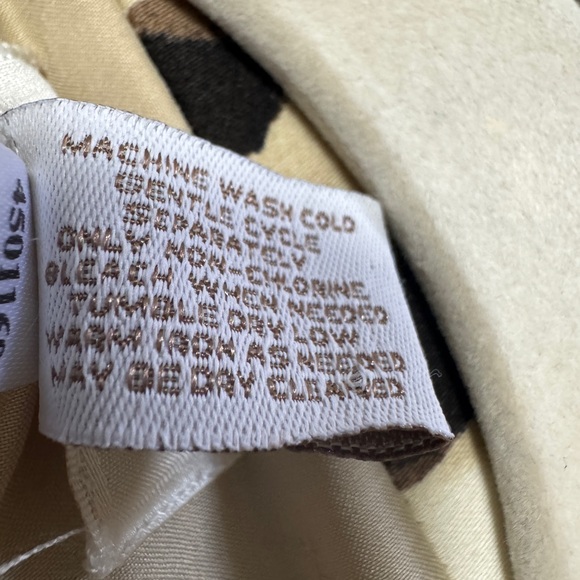 MACHINE WASH COLD
GENTLE CYCLE
SEPARATELY
ONLY NON-CHLORINE
BLEACH WHEN NEEDED
TUMBLE DRY LOW
WARM IRON AS NEEDED
MAY BE DRY CLEANED